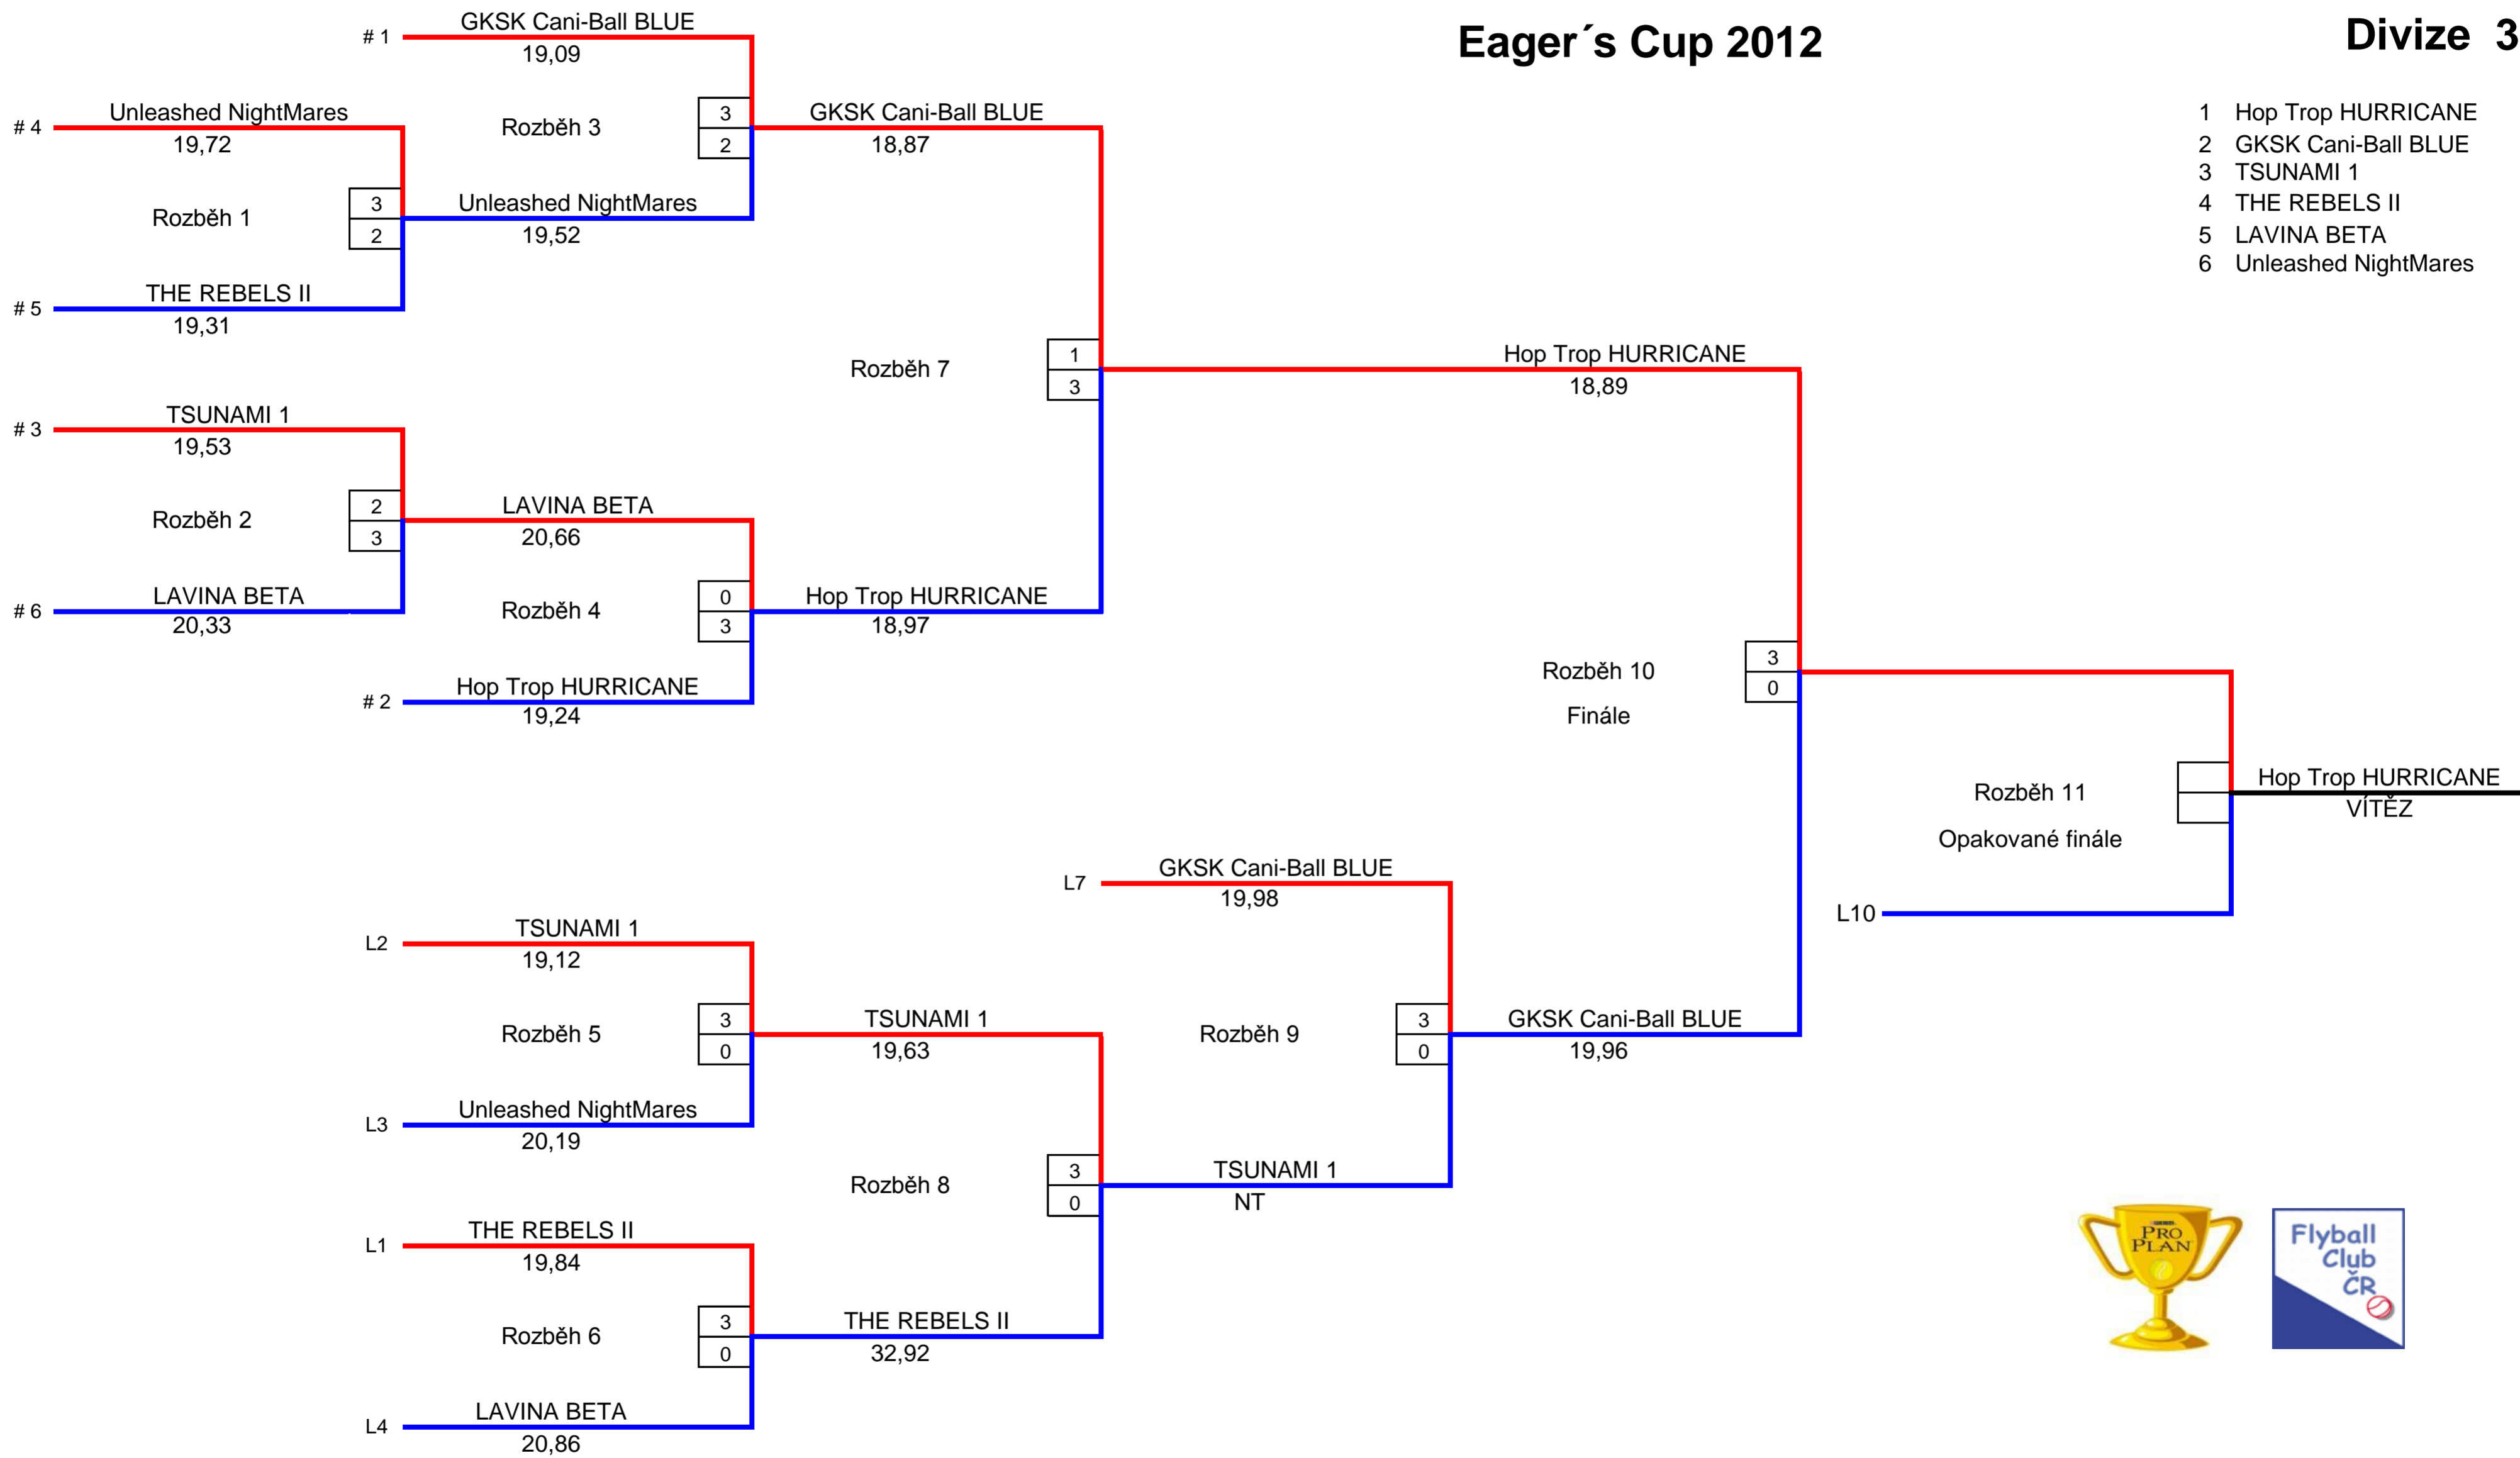 Eager´s Cup 2012
Divize 3
1 Hop Trop HURRICANE
2 GKSK Cani-Ball BLUE
3 TSUNAMI 1
4 THE REBELS II
5 LAVINA BETA
6 Unleashed NightMares
# 1 GKSK Cani-Ball BLUE
19,09
# 4 Unleashed NightMares
19,72
Rozběh 1
3
2
# 5 THE REBELS II
19,31
Rozběh 3
3
2
Unleashed NightMares
19,52
GKSK Cani-Ball BLUE
18,87
# 3 TSUNAMI 1
19,53
Rozběh 2
2
3
# 6 LAVINA BETA
20,33
LAVINA BETA
20,66
Rozběh 4
0
3
# 2 Hop Trop HURRICANE
19,24
Rozběh 7
1
3
Hop Trop HURRICANE
18,97
Hop Trop HURRICANE
18,89
Rozběh 10
Finále
3
0
Rozběh 11
Opakované finále
Hop Trop HURRICANE
VÍTĚZ
L10
L7 GKSK Cani-Ball BLUE
19,98
L2 TSUNAMI 1
19,12
Rozběh 5
3
0
L3 Unleashed NightMares
20,19
TSUNAMI 1
19,63
Rozběh 9
3
0
GKSK Cani-Ball BLUE
19,96
Rozběh 8
3
0
TSUNAMI 1
NT
L1 THE REBELS II
19,84
Rozběh 6
3
0
L4 LAVINA BETA
20,86
THE REBELS II
32,92
PRO
PLAN
Flyball
Club
ČR